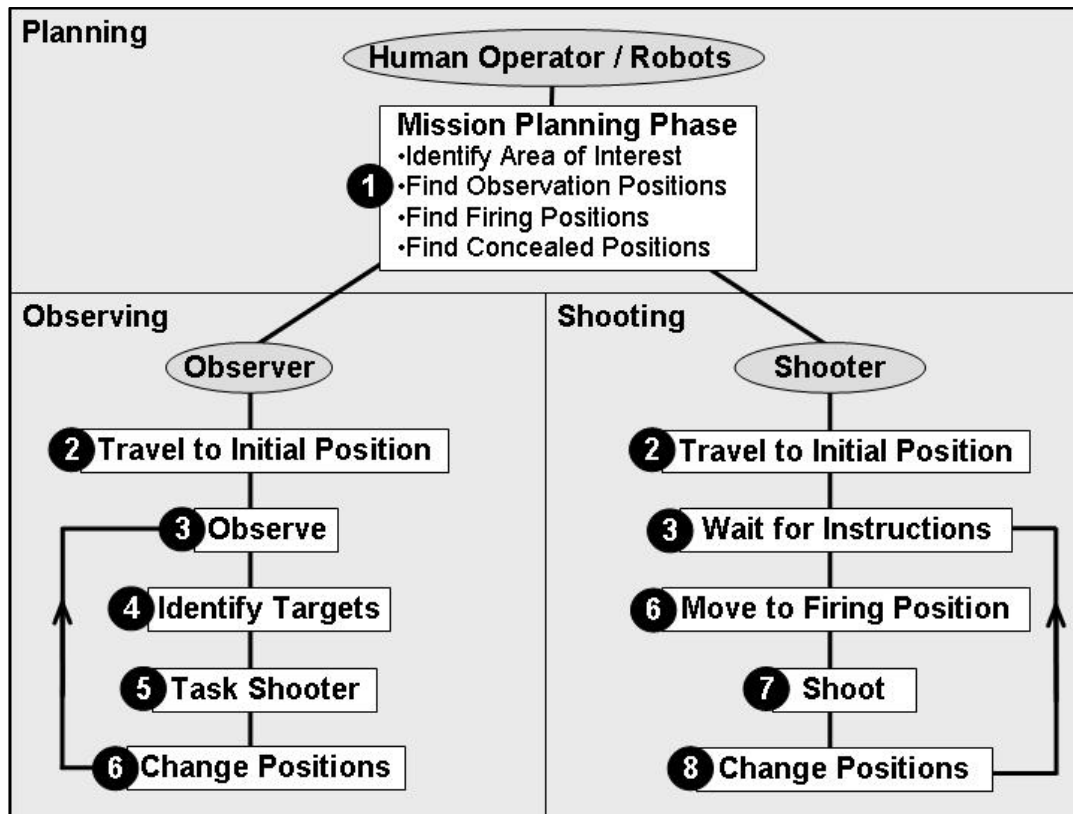 Planning
Human Operator / Robots
Mission Planning Phase
•Identify Area of Interest
1
•Find Observation Positions
•Find Firing Positions
•Find Concealed Positions
Observing
Observer
2 Travel to Initial Position
3 Observe
4 Identify Targets
5 Task Shooter
6 Change Positions
Shooting
Shooter
2 Travel to Initial Position
3 Wait for Instructions
6 Move to Firing Position
7 Shoot
8 Change Positions